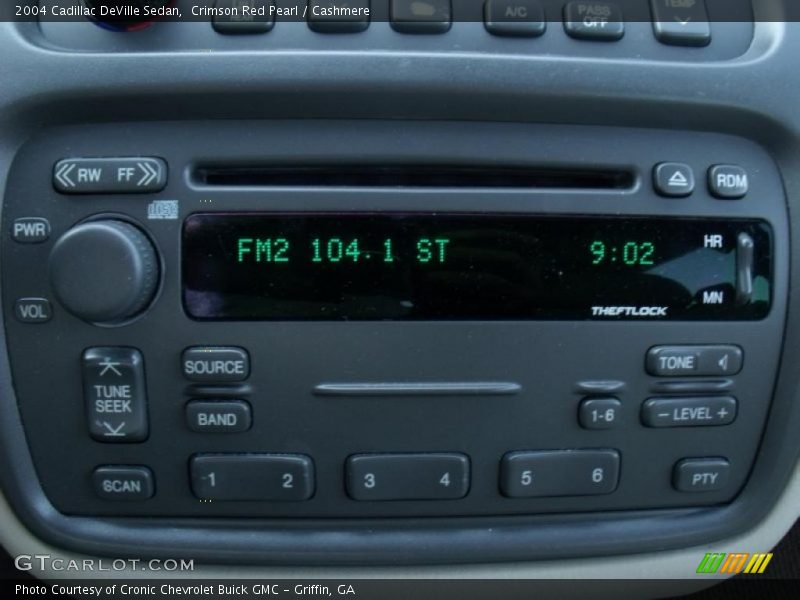 2004 Cadillac DeVille Sedan,  Crimson Red Pearl / Cashmere
A/C
PASS
OFF
TEMP
RW FF
RDM
PWR
FM2 104.1 ST
9:02
HR
MN
THEFTLOCK
VOL
TUNE
SEEK
SOURCE
TONE
BAND
1-6
- LEVEL +
SCAN
1 2
3 4
5 6
PTY
GTCARLOT.COM
Photo Courtesy of Cronic Chevrolet Buick GMC – Griffin, GA